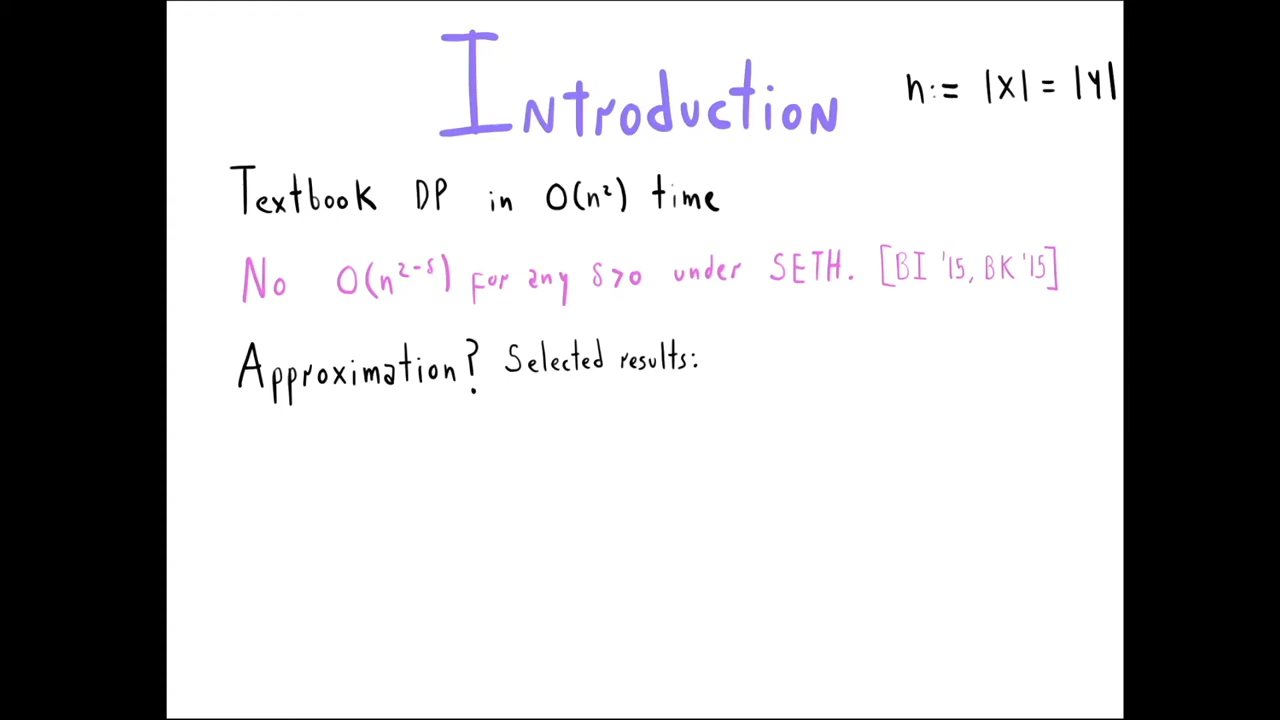 Introduction
n := |X| = |Y|
Textbook DP in O(n²) time
No O(n^{2-δ}) for any δ>0 under SETH. [BI '15, BK '15]
Approximation? Selected results: